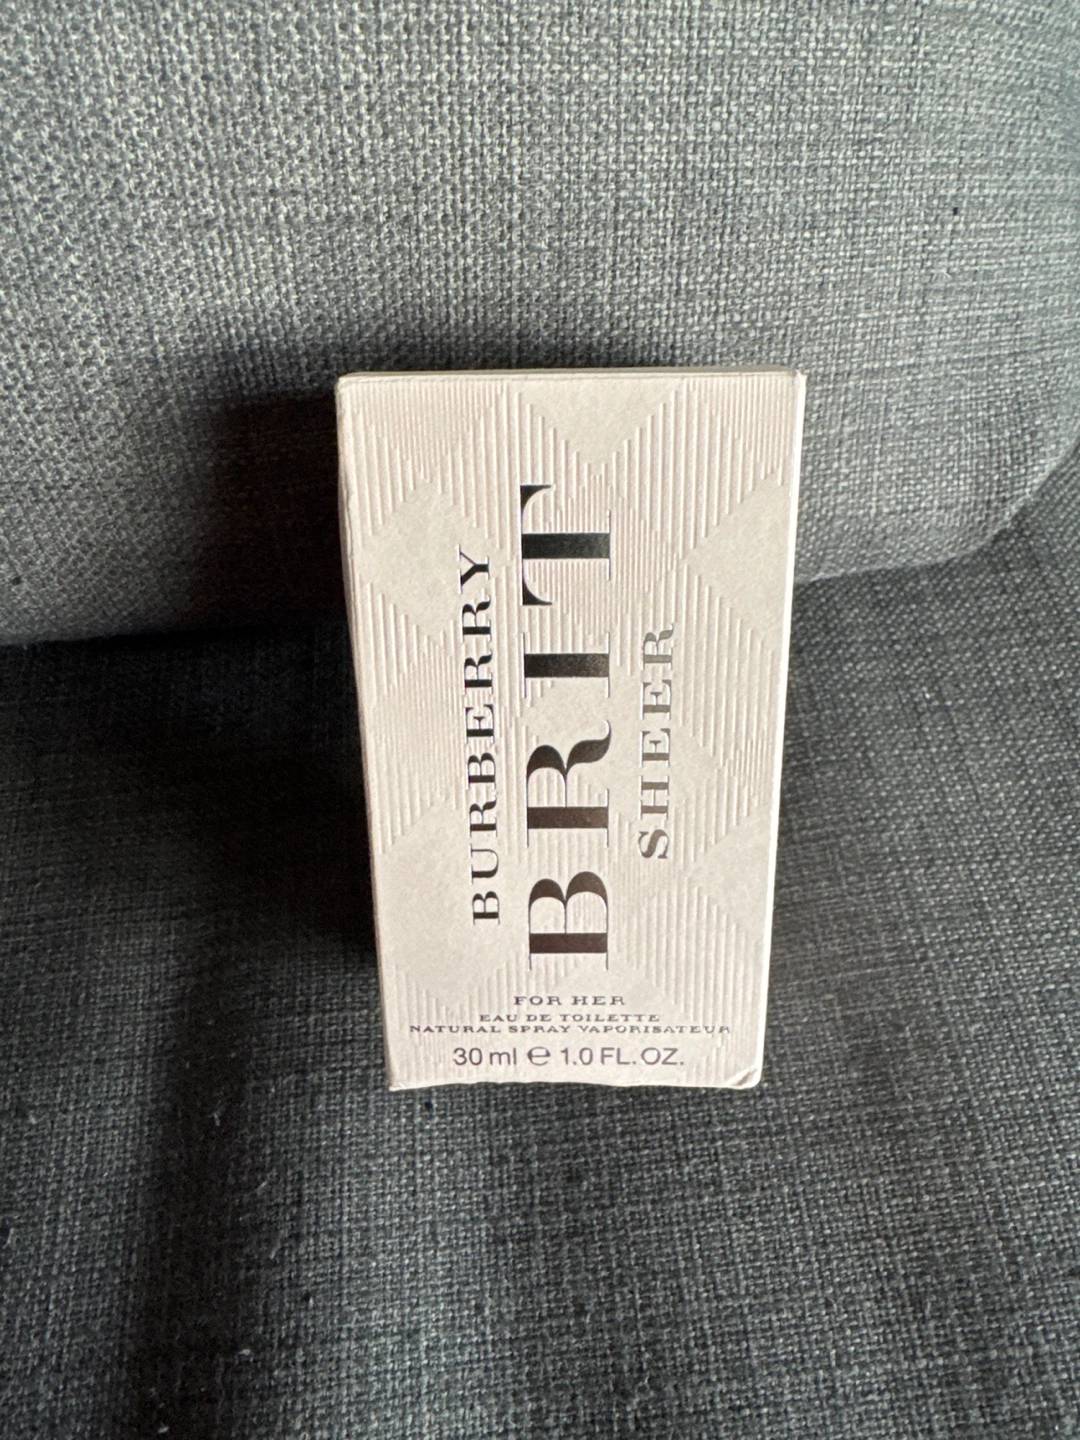 BURBERRY
BRIT
SHEER
FOR HER
EAU DE TOILETTE
NATURAL SPRAY VAPORISATEUR
30 ml ℮ 1.0 FL. OZ.